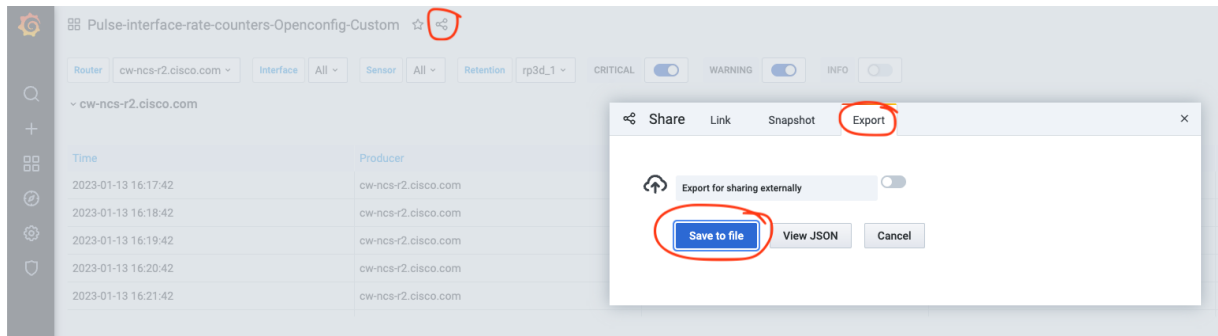 Pulse-interface-rate-counters-Openconfig-Custom
Router cw-ncs-r2.cisco.com Interface All Sensor All Retention rp3d_1 CRITICAL WARNING INFO
cw-ncs-r2.cisco.com
Share Link Snapshot Export
Time Producer
Export for sharing externally
2023-01-13 16:17:42 cw-ncs-r2.cisco.com
2023-01-13 16:18:42 cw-ncs-r2.cisco.com
Save to file View JSON Cancel
2023-01-13 16:19:42 cw-ncs-r2.cisco.com
2023-01-13 16:20:42 cw-ncs-r2.cisco.com
2023-01-13 16:21:42 cw-ncs-r2.cisco.com